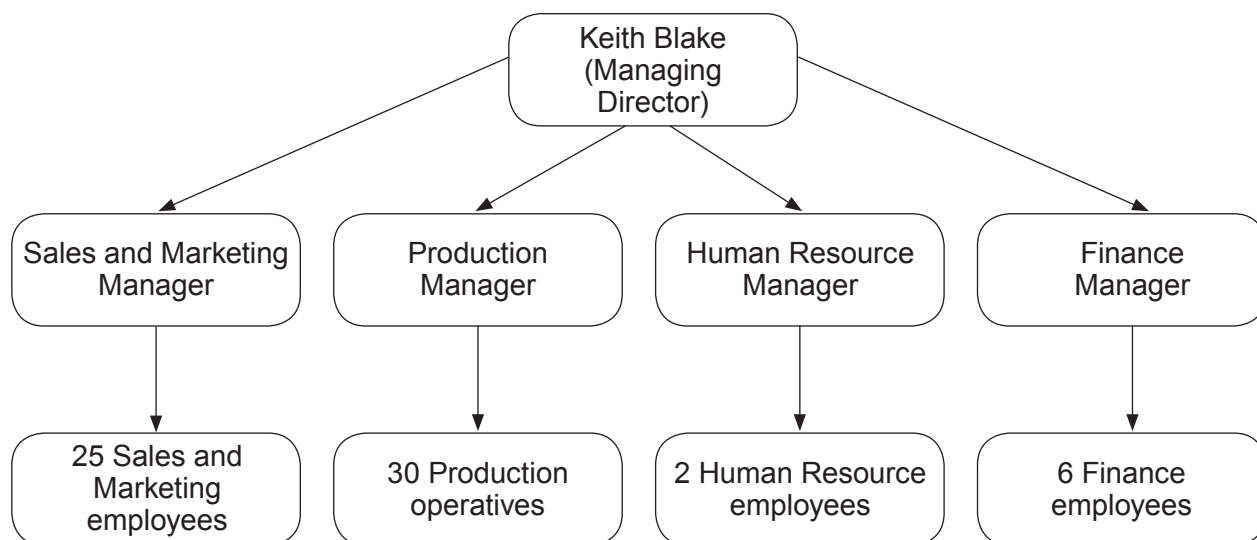 Keith Blake
(Managing
Director)
Sales and Marketing
Manager
Production
Manager
Human Resource
Manager
Finance
Manager
25 Sales and
Marketing
employees
30 Production
operatives
2 Human Resource
employees
6 Finance
employees